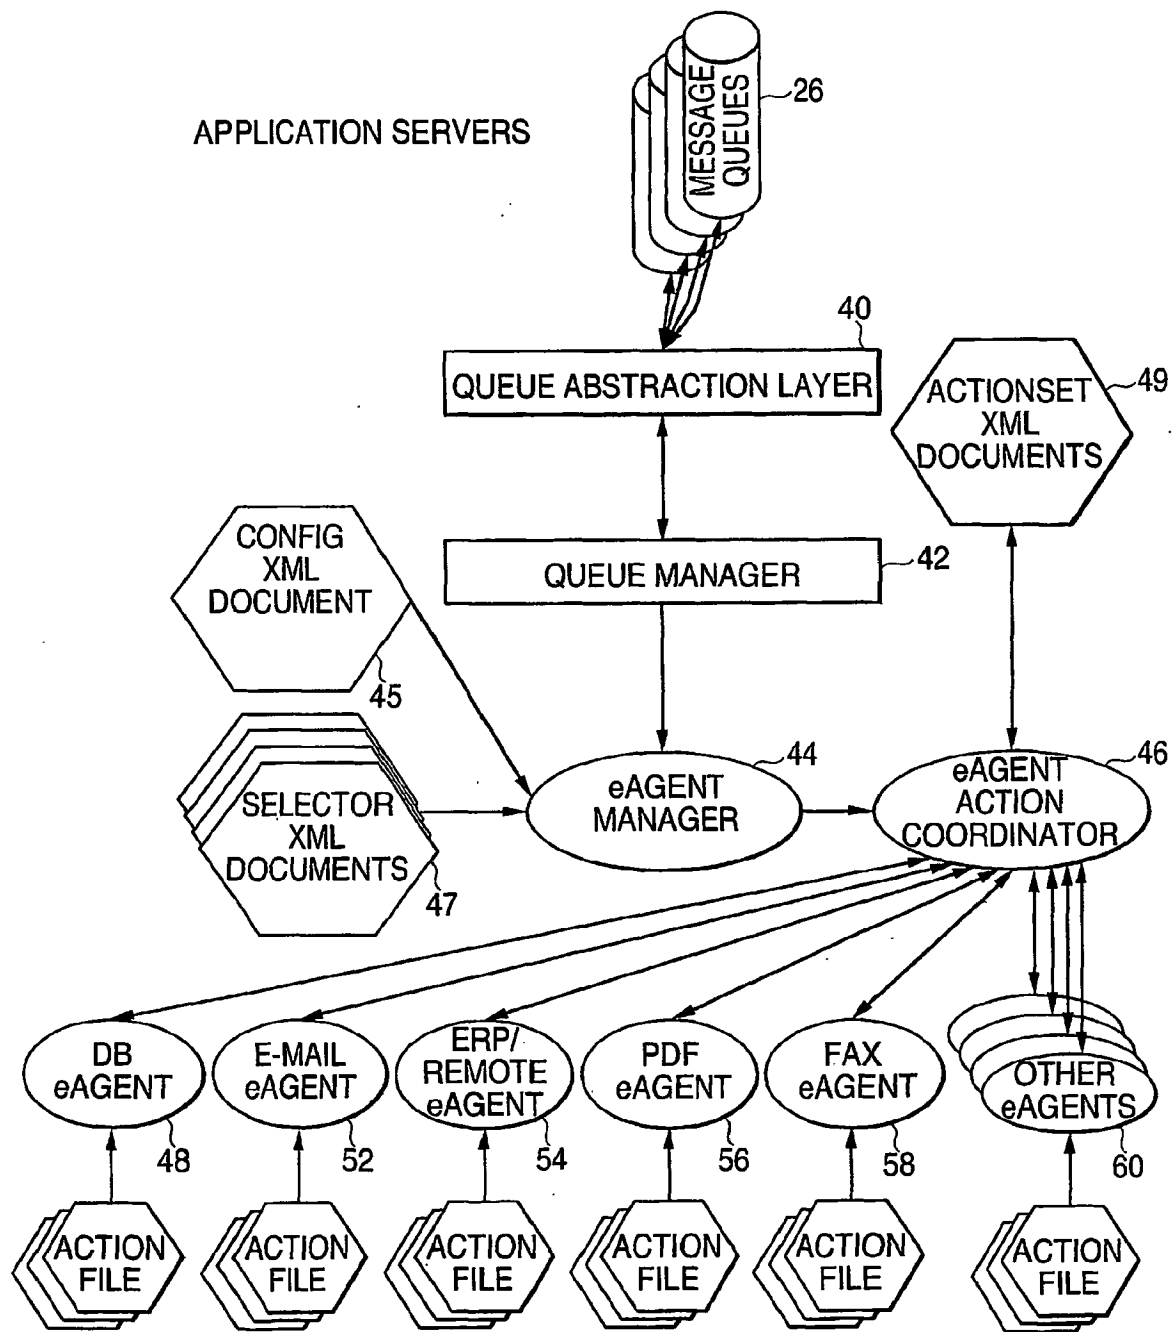 MESSAGE
QUEUES
26
APPLICATION SERVERS
40
QUEUE ABSTRACTION LAYER
ACTIONSET
XML
DOCUMENTS
49
CONFIG
XML
DOCUMENT
45
QUEUE MANAGER
42
SELECTOR
XML
DOCUMENTS
47
eAGENT
MANAGER
44
eAGENT
ACTION
COORDINATOR
46
DB
eAGENT
48
E-MAIL
eAGENT
52
ERP/
REMOTE
eAGENT
54
PDF
eAGENT
56
FAX
eAGENT
58
OTHER
eAGENTS
60
ACTION
FILE
ACTION
FILE
ACTION
FILE
ACTION
FILE
ACTION
FILE
ACTION
FILE